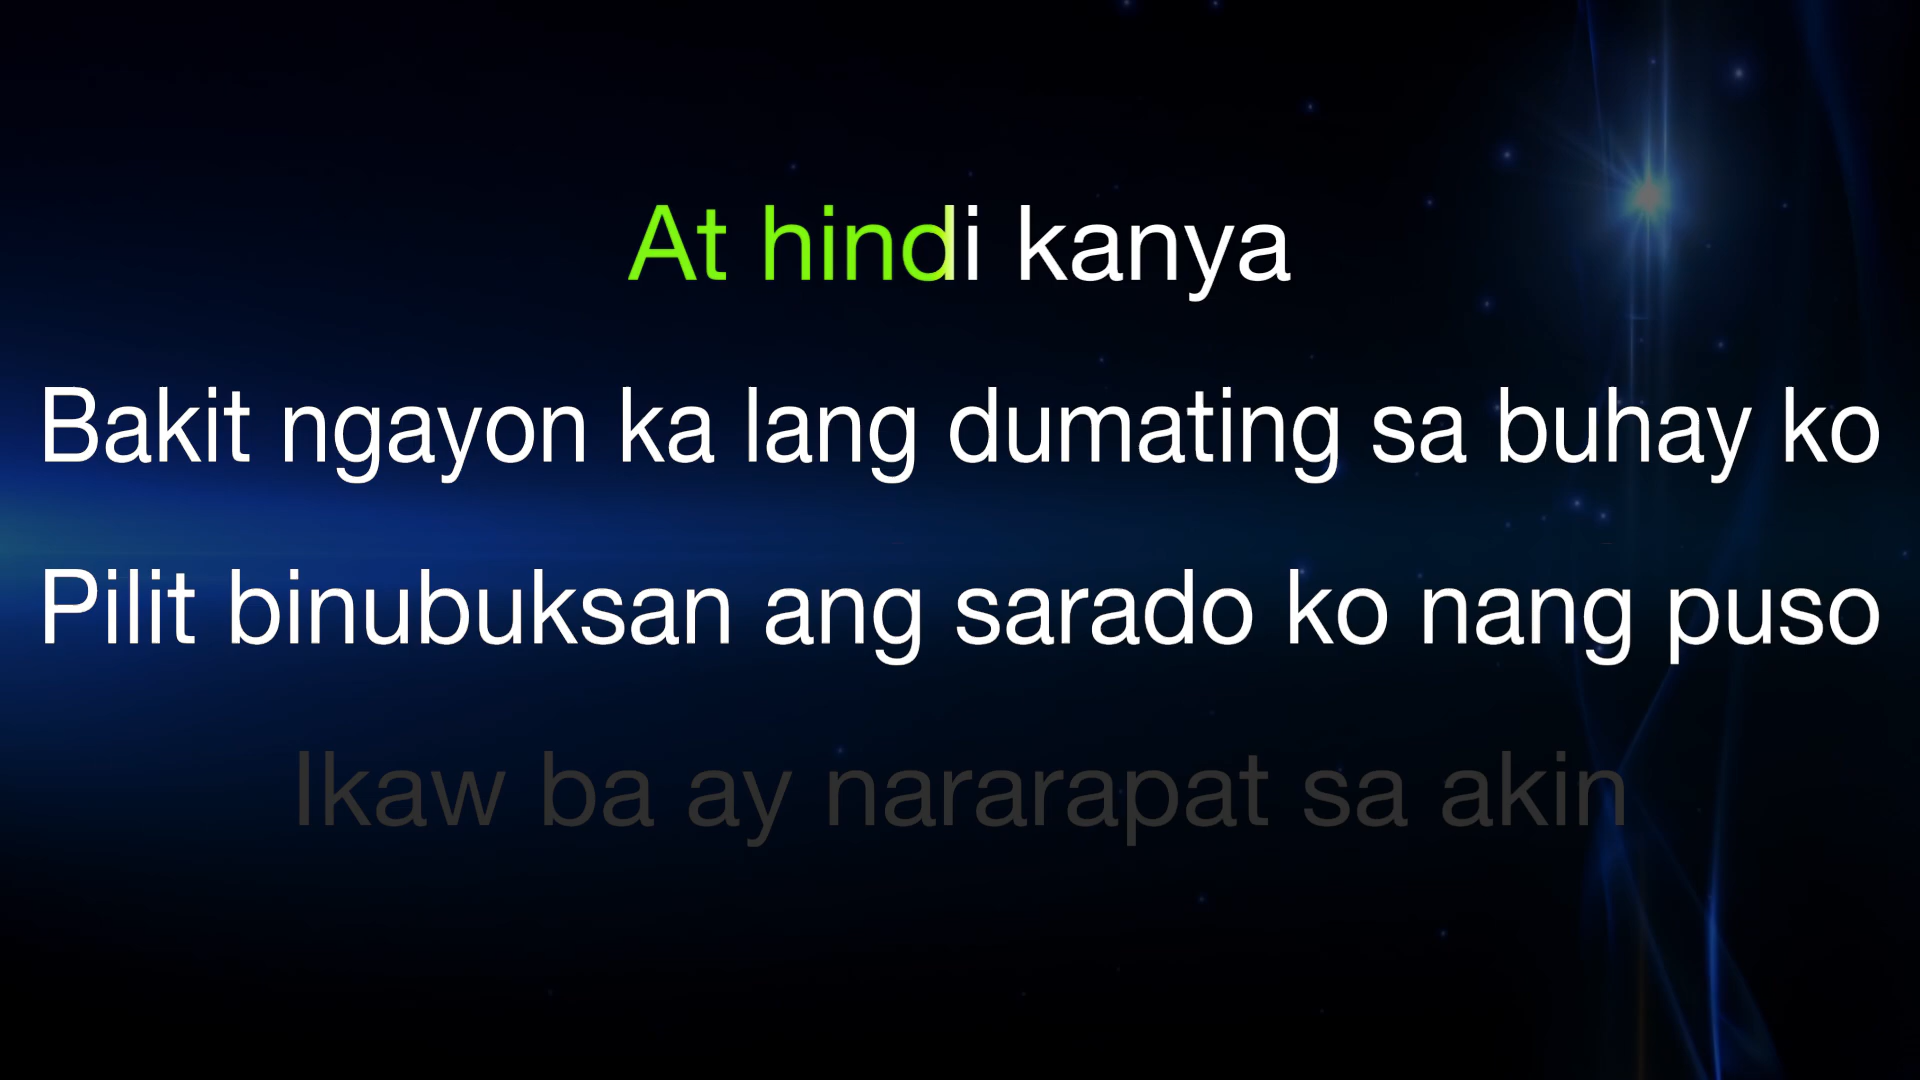 At hindi kanya
Bakit ngayon ka lang dumating sa buhay ko
Pilit binubuksan ang sarado ko nang puso
Ikaw ba ay nararapat sa akin